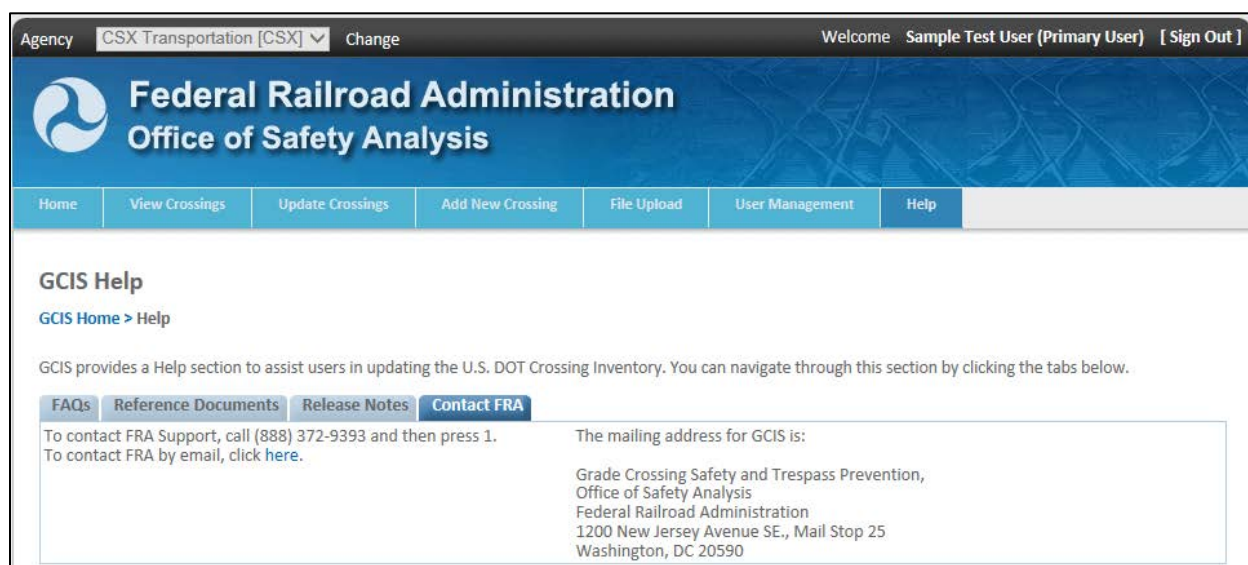 Agency CSX Transportation [CSX] Change Welcome Sample Test User (Primary User) [ Sign Out ]
Federal Railroad Administration
Office of Safety Analysis
Home View Crossings Update Crossings Add New Crossing File Upload User Management Help
GCIS Help
GCIS Home > Help
GCIS provides a Help section to assist users in updating the U.S. DOT Crossing Inventory. You can navigate through this section by clicking the tabs below.
FAQs Reference Documents Release Notes Contact FRA
To contact FRA Support, call (888) 372-9393 and then press 1.
To contact FRA by email, click here.
The mailing address for GCIS is:
Grade Crossing Safety and Trespass Prevention,
Office of Safety Analysis
Federal Railroad Administration
1200 New Jersey Avenue SE., Mail Stop 25
Washington, DC 20590